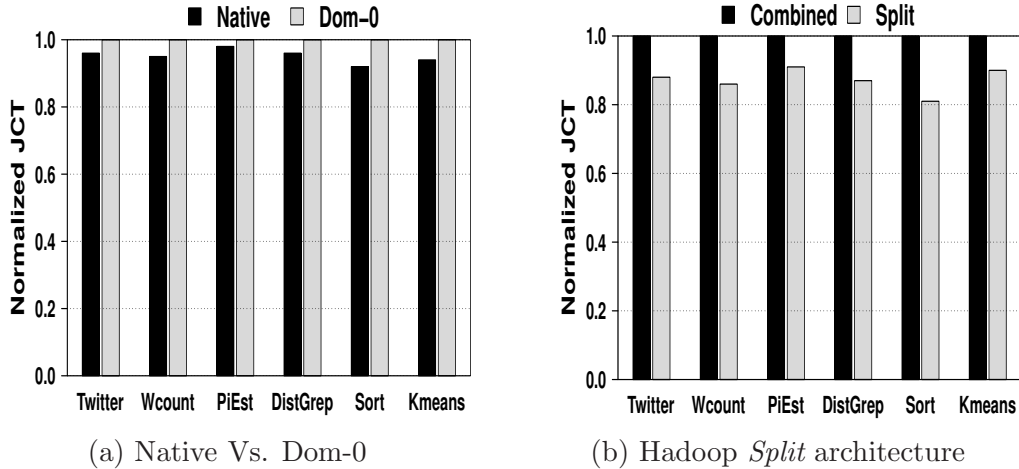 Native Dom-0
Normalized JCT
1.0
0.8
0.6
0.4
0.2
0.0
Twitter Wcount PiEst DistGrep Sort Kmeans
(a) Native Vs. Dom-0
Combined Split
Normalized JCT
1.0
0.8
0.6
0.4
0.2
0.0
Twitter Wcount PiEst DistGrep Sort Kmeans
(b) Hadoop Split architecture